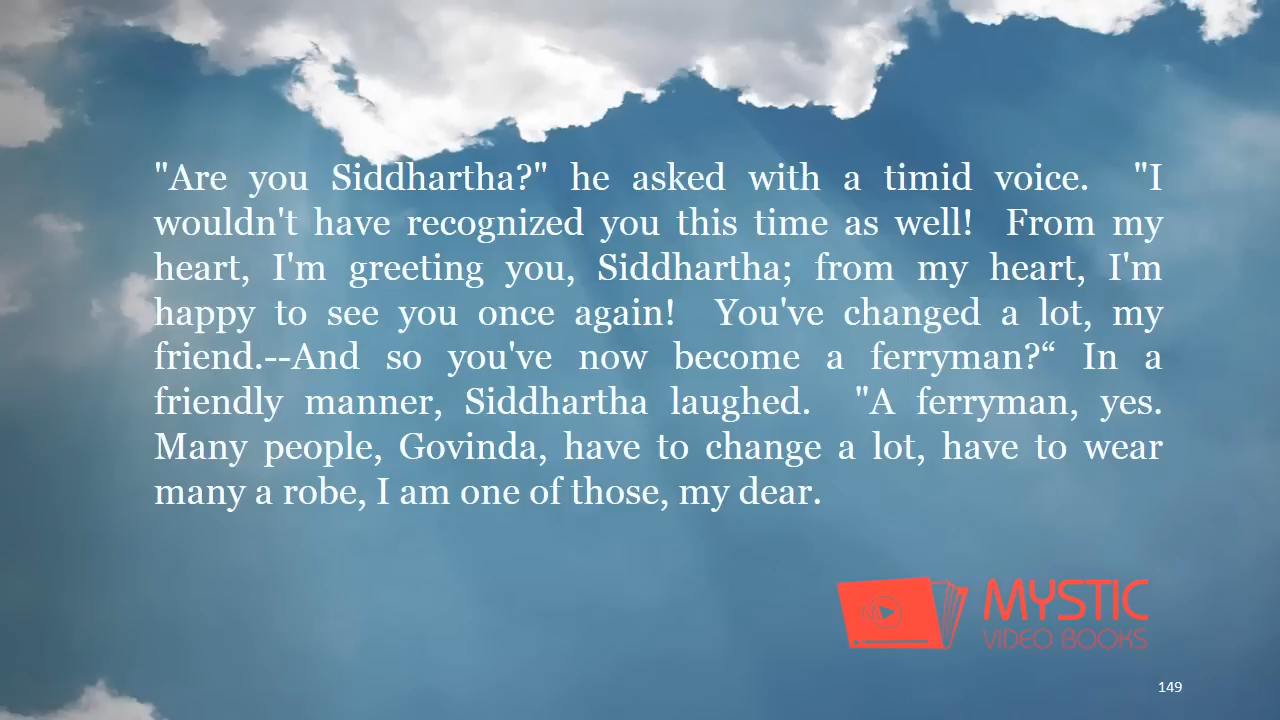 "Are you Siddhartha?" he asked with a timid voice.  "I
wouldn't have recognized you this time as well!  From my
heart, I'm greeting you, Siddhartha; from my heart, I'm
happy to see you once again!  You've changed a lot, my
friend.--And so you've now become a ferryman?“ In a
friendly manner, Siddhartha laughed.  "A ferryman, yes.
Many people, Govinda, have to change a lot, have to wear
many a robe, I am one of those, my dear.
MYSTIC
VIDEO BOOKS
149